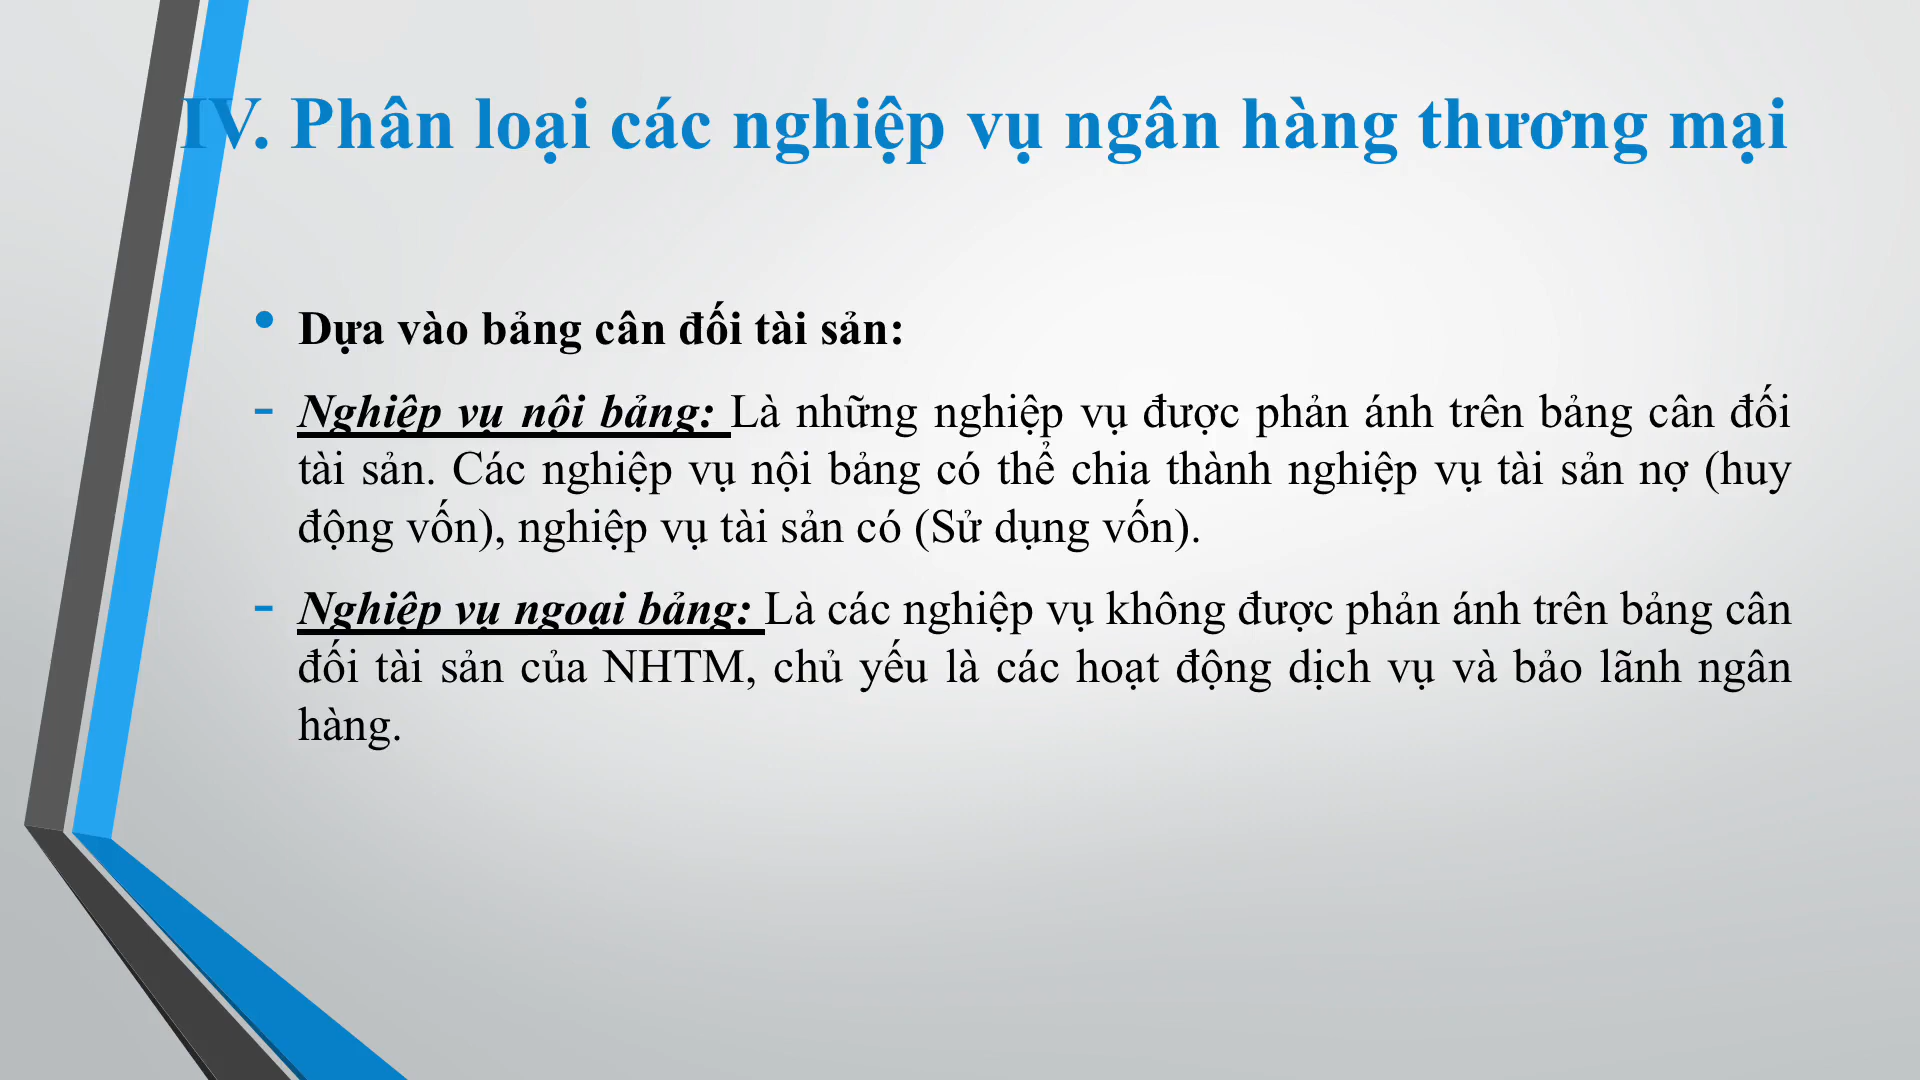 IV. Phân loại các nghiệp vụ ngân hàng thương mại
• Dựa vào bảng cân đối tài sản:
- Nghiệp vụ nội bảng: Là những nghiệp vụ được phản ánh trên bảng cân đối
tài sản. Các nghiệp vụ nội bảng có thể chia thành nghiệp vụ tài sản nợ (huy
động vốn), nghiệp vụ tài sản có (Sử dụng vốn).
- Nghiệp vụ ngoại bảng: Là các nghiệp vụ không được phản ánh trên bảng cân
đối tài sản của NHTM, chủ yếu là các hoạt động dịch vụ và bảo lãnh ngân
hàng.